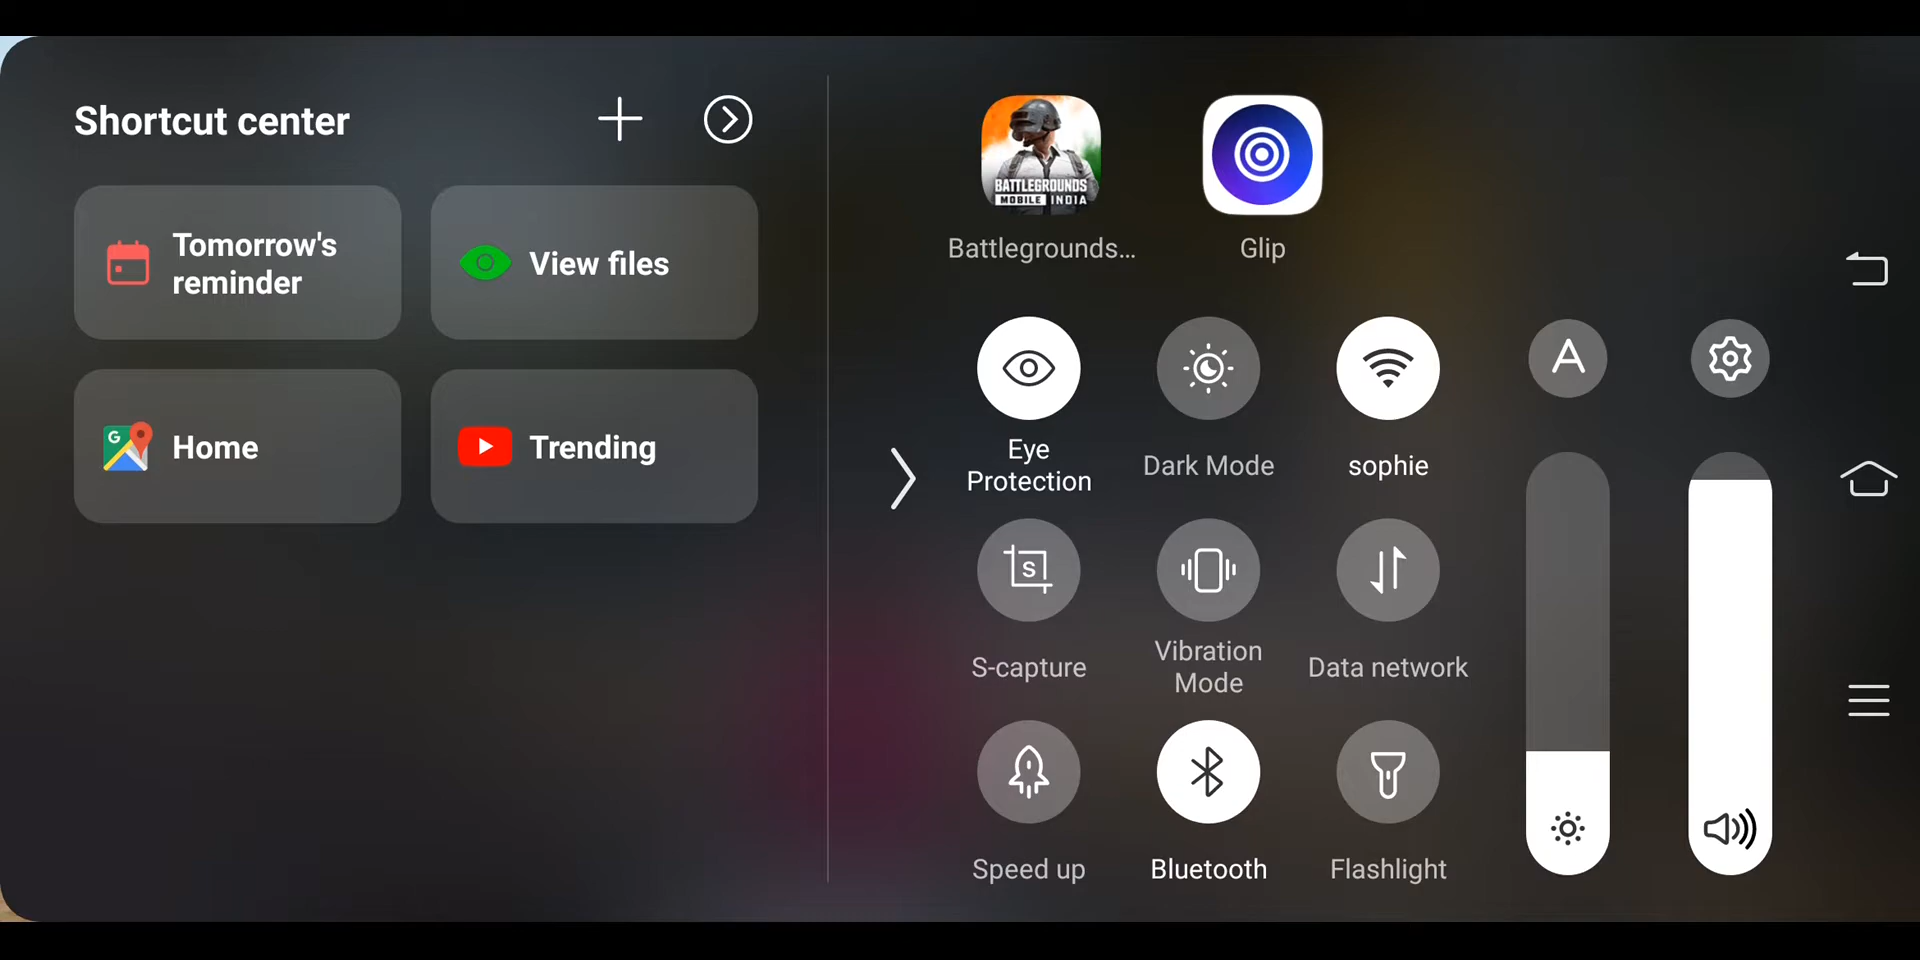 Shortcut center
Tomorrow's
reminder
View files
Home
Trending
BATTLEGROUNDS
MOBILE INDIA
Battlegrounds...
Glip
A
Eye
Protection
Dark Mode
sophie
S
S-capture
Vibration
Mode
Data network
Speed up
Bluetooth
Flashlight
G